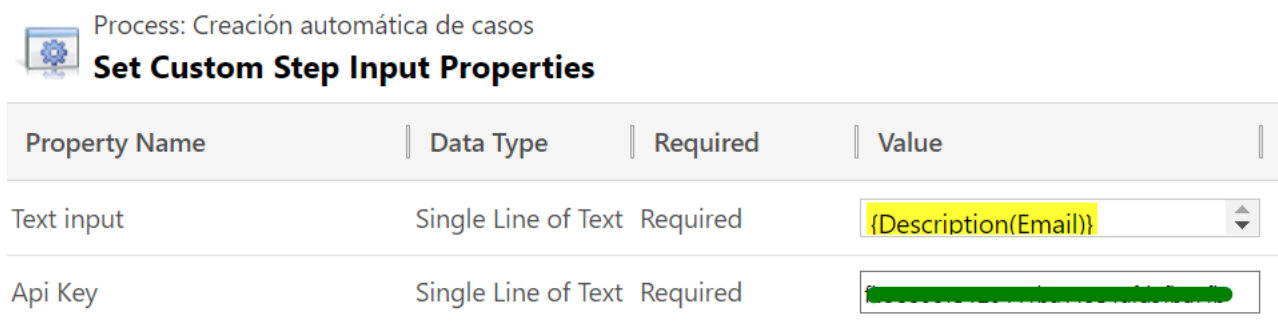 Process: Creación automática de casos
Set Custom Step Input Properties
Property Name Data Type Required Value
Text input Single Line of Text Required {Description(Email)}
Api Key Single Line of Text Required